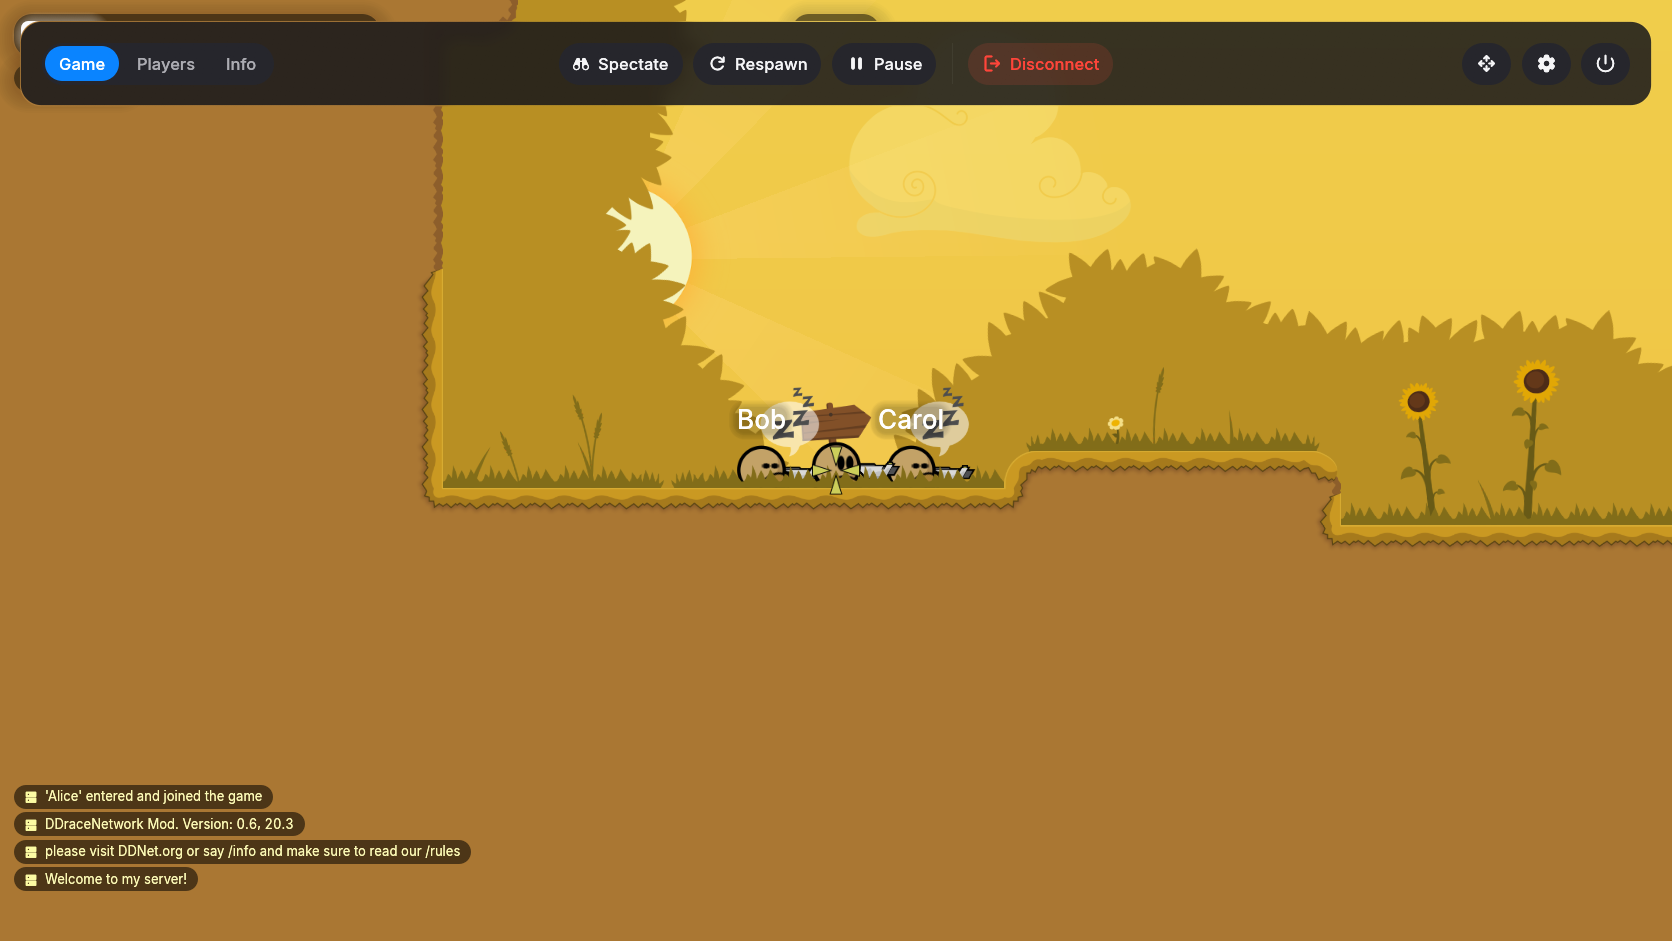 Game Players Info Spectate Respawn Pause Disconnect
Bob Carol
'Alice' entered and joined the game
DDraceNetwork Mod. Version: 0.6, 20.3
please visit DDNet.org or say /info and make sure to read our /rules
Welcome to my server!